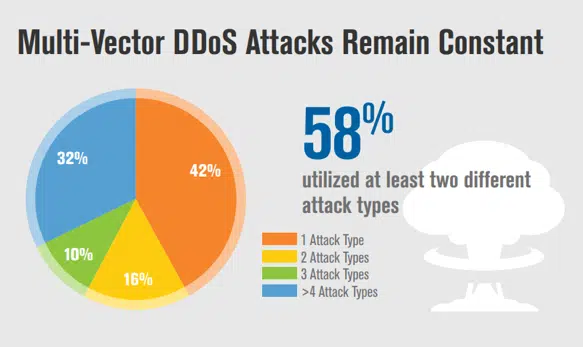 Multi-Vector DDoS Attacks Remain Constant
58%
utilized at least two different
attack types
32%
42%
10%
16%
1 Attack Type
2 Attack Types
3 Attack Types
>4 Attack Types